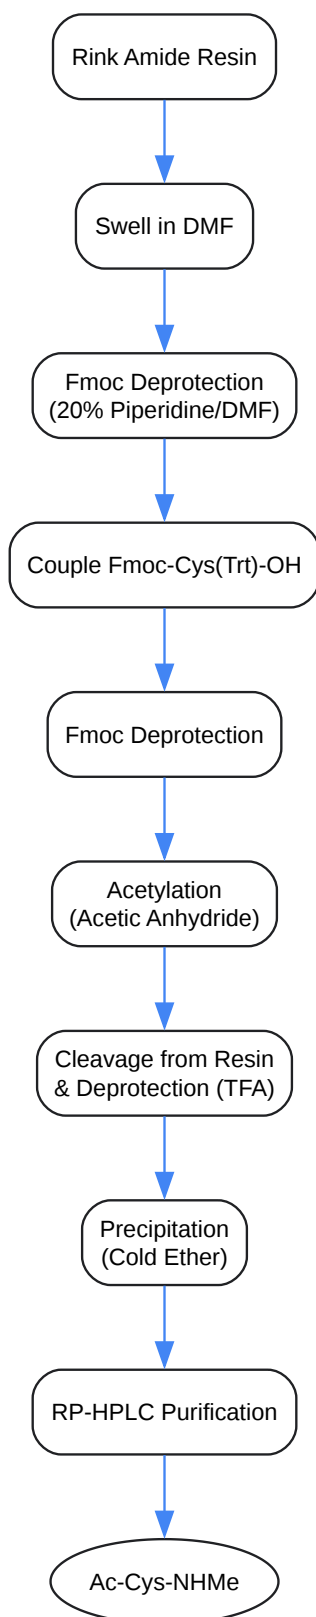 Rink Amide Resin
Swell in DMF
Fmoc Deprotection
(20% Piperidine/DMF)
Couple Fmoc-Cys(Trt)-OH
Fmoc Deprotection
Acetylation
(Acetic Anhydride)
Cleavage from Resin
& Deprotection (TFA)
Precipitation
(Cold Ether)
RP-HPLC Purification
Ac-Cys-NHMe